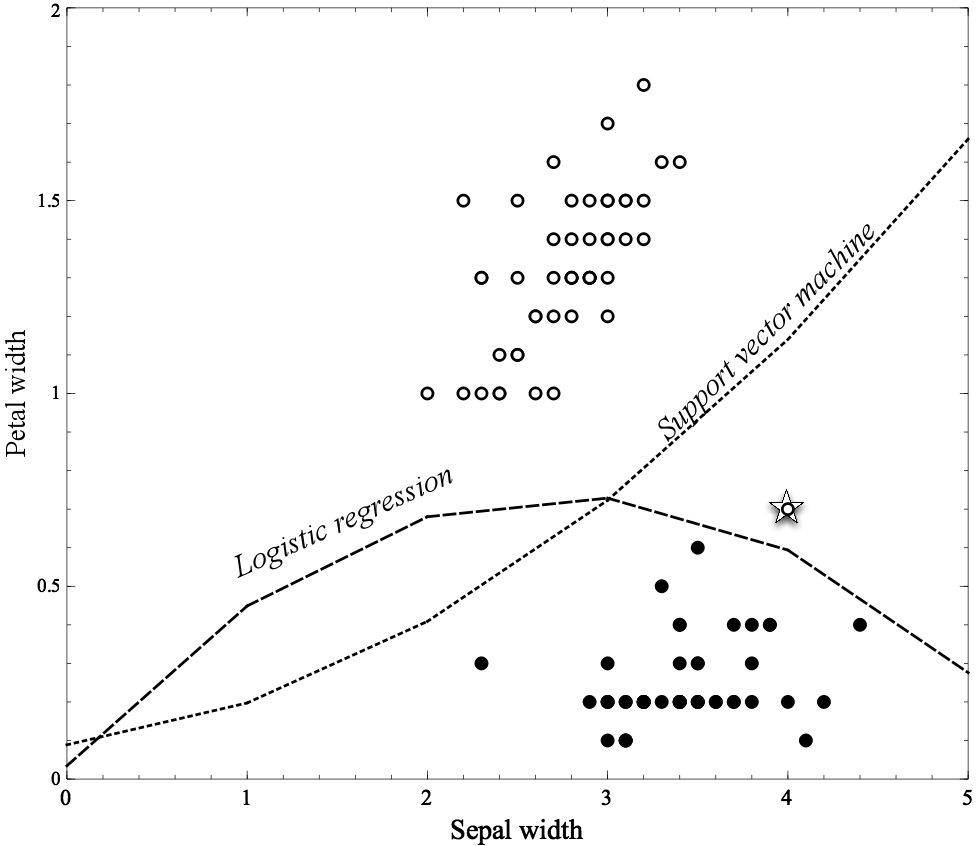 2
1.5
1
0.5
0
0
1
2
3
4
5
Petal width
Sepal width
Logistic regression
Support vector machine